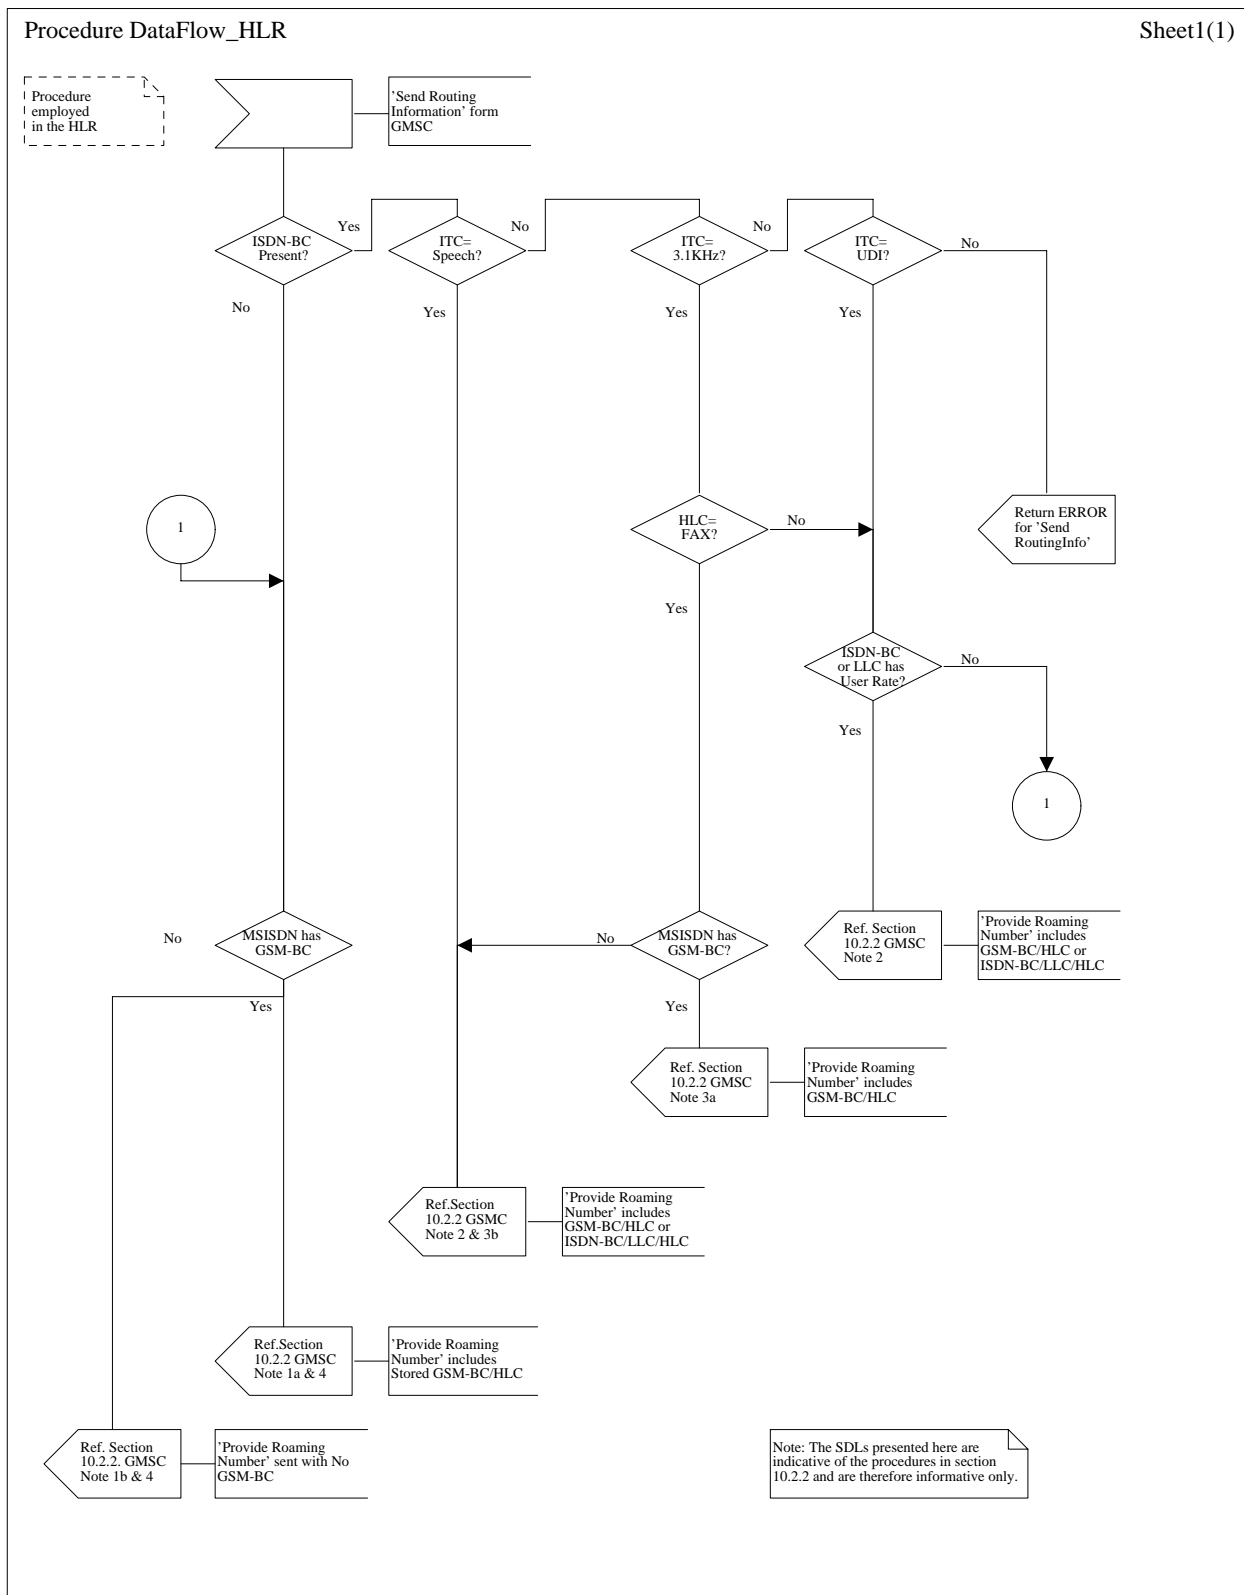 Procedure DataFlow_HLR
Sheet1(1)
Procedure
employed
in the HLR
'Send Routing
Information' form
GMSC
ISDN-BC
Present?
Yes
ITC=
Speech?
No
ITC=
3.1KHz?
No
ITC=
UDI?
No
No
Yes
Yes
Yes
1
HLC=
FAX?
No
Return ERROR
for 'Send
RoutingInfo'
Yes
ISDN-BC
or LLC has
User Rate?
No
Yes
1
No
MSISDN has
GSM-BC
No
MSISDN has
GSM-BC?
Ref. Section
10.2.2 GMSC
Note 2
'Provide Roaming
Number' includes
GSM-BC/HLC or
ISDN-BC/LLC/HLC
Yes
Yes
Ref. Section
10.2.2 GMSC
Note 3a
'Provide Roaming
Number' includes
GSM-BC/HLC
Ref.Section
10.2.2 GSMC
Note 2 & 3b
'Provide Roaming
Number' includes
GSM-BC/HLC or
ISDN-BC/LLC/HLC
Ref.Section
10.2.2 GMSC
Note 1a & 4
'Provide Roaming
Number' includes
Stored GSM-BC/HLC
Ref. Section
10.2.2. GMSC
Note 1b & 4
'Provide Roaming
Number' sent with No
GSM-BC
Note: The SDLs presented here are
indicative of the procedures in section
10.2.2 and are therefore informative only.